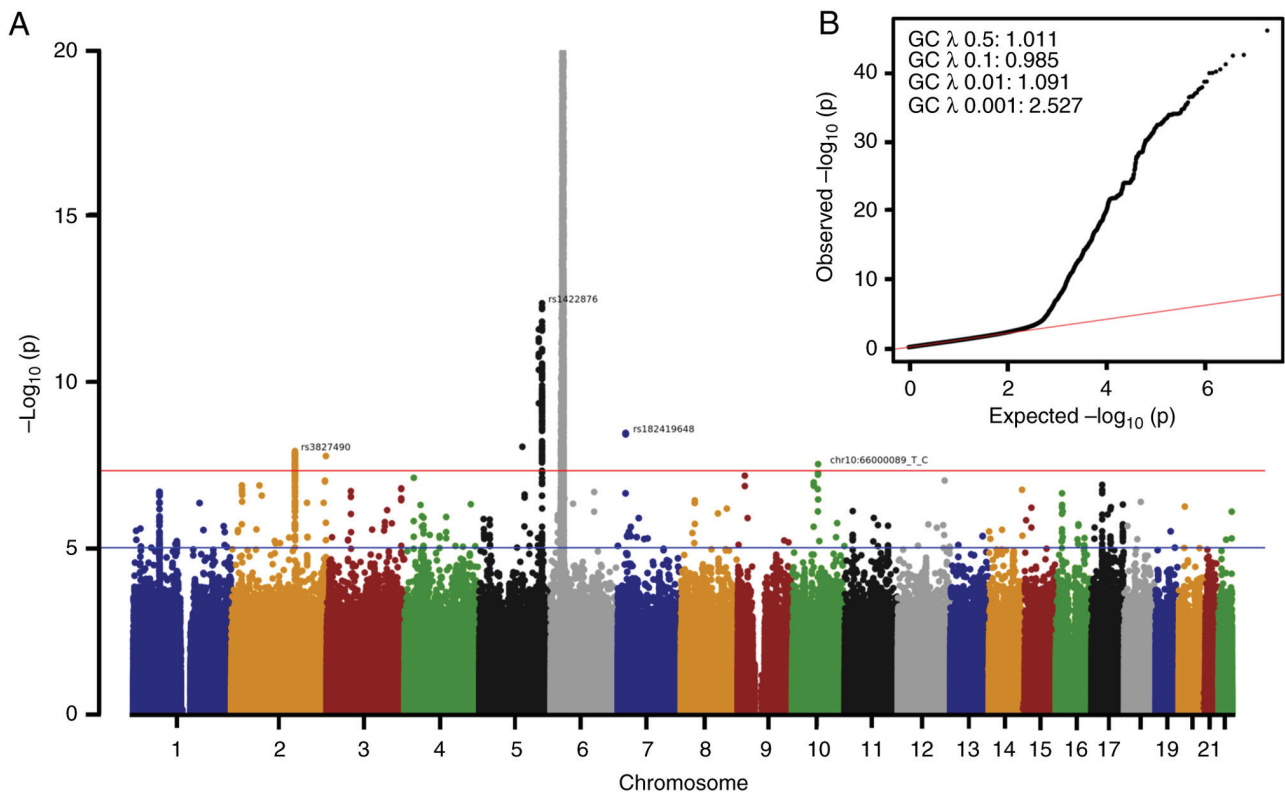 A
20
15
10
5
0
–Log10 (p)
rs1422876
rs3827490
rs182419648
chr10:66000089_T_C
1 2 3 4 5 6 7 8 9 10 11 12 13 14 15 16 17 19 21
Chromosome
B
GC λ 0.5: 1.011
GC λ 0.1: 0.985
GC λ 0.01: 1.091
GC λ 0.001: 2.527
40
30
20
10
0
Observed –log10 (p)
0 2 4 6
Expected –log10 (p)